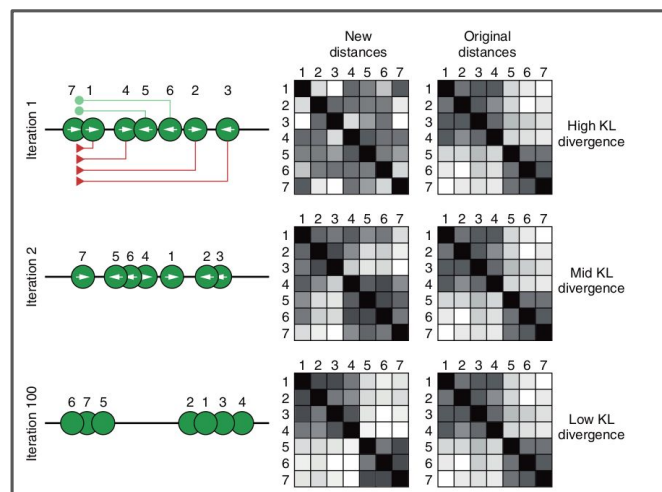 New
distances
Original
distances
Iteration 1
7 1 4 5 6 2 3
1 2 3 4 5 6 7
1
2
3
4
5
6
7
1 2 3 4 5 6 7
1
2
3
4
5
6
7
High KL
divergence
Iteration 2
7 5 6 4 1 2 3
1 2 3 4 5 6 7
1
2
3
4
5
6
7
1 2 3 4 5 6 7
1
2
3
4
5
6
7
Mid KL
divergence
Iteration 100
6 7 5 2 1 3 4
1 2 3 4 5 6 7
1
2
3
4
5
6
7
1 2 3 4 5 6 7
1
2
3
4
5
6
7
Low KL
divergence